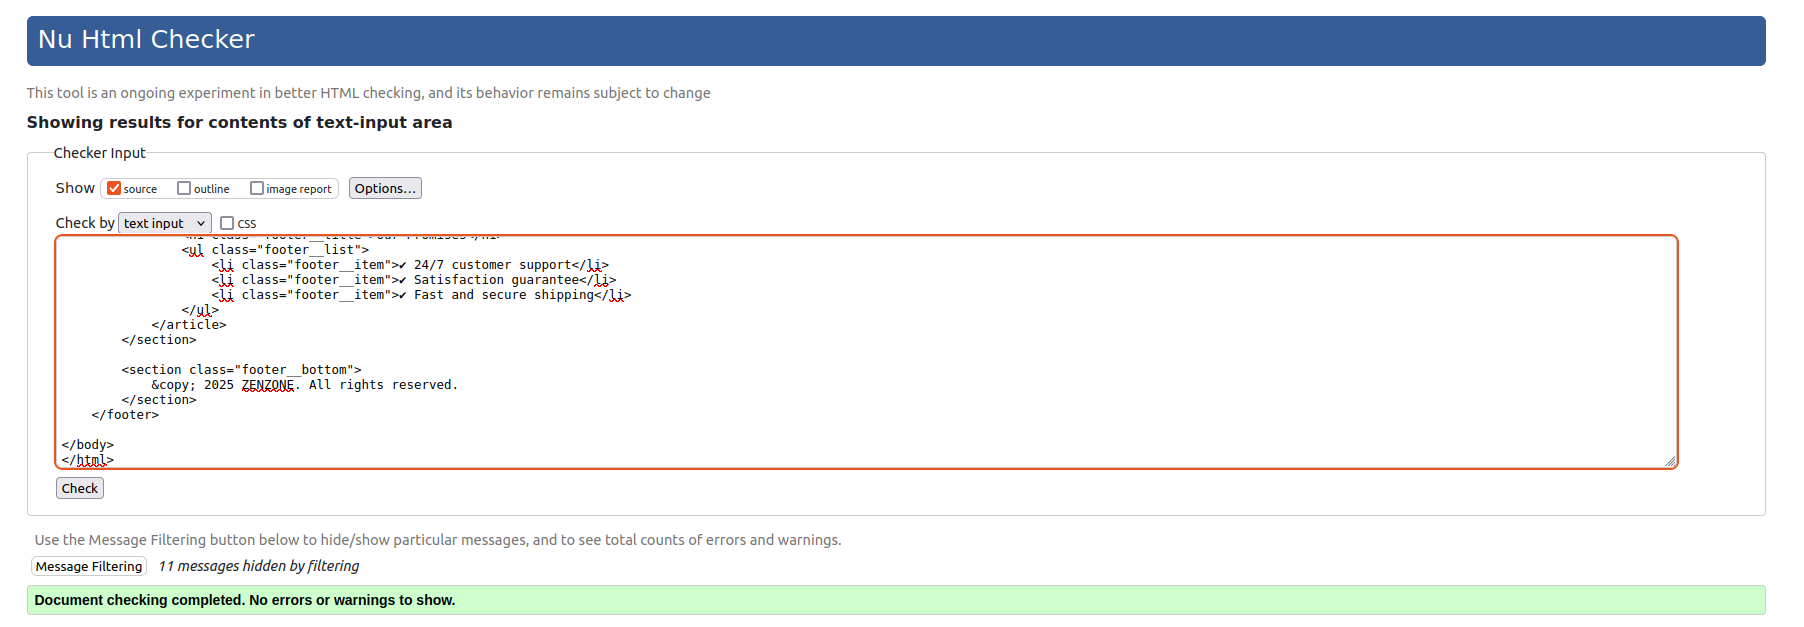 Nu Html Checker
This tool is an ongoing experiment in better HTML checking, and its behavior remains subject to change
Showing results for contents of text-input area
Checker Input
Show source outline image report Options...
Check by text input CSS
<ul class="footer__list">
<li class="footer__item">✔ 24/7 customer support</li>
<li class="footer__item">✔ Satisfaction guarantee</li>
<li class="footer__item">✔ Fast and secure shipping</li>
</ul>
</article>
</section>
<section class="footer__bottom">
&copy; 2025 ZENZONE. All rights reserved.
</section>
</footer>
</body>
</html>
Check
Use the Message Filtering button below to hide/show particular messages, and to see total counts of errors and warnings.
Message Filtering 11 messages hidden by filtering
Document checking completed. No errors or warnings to show.